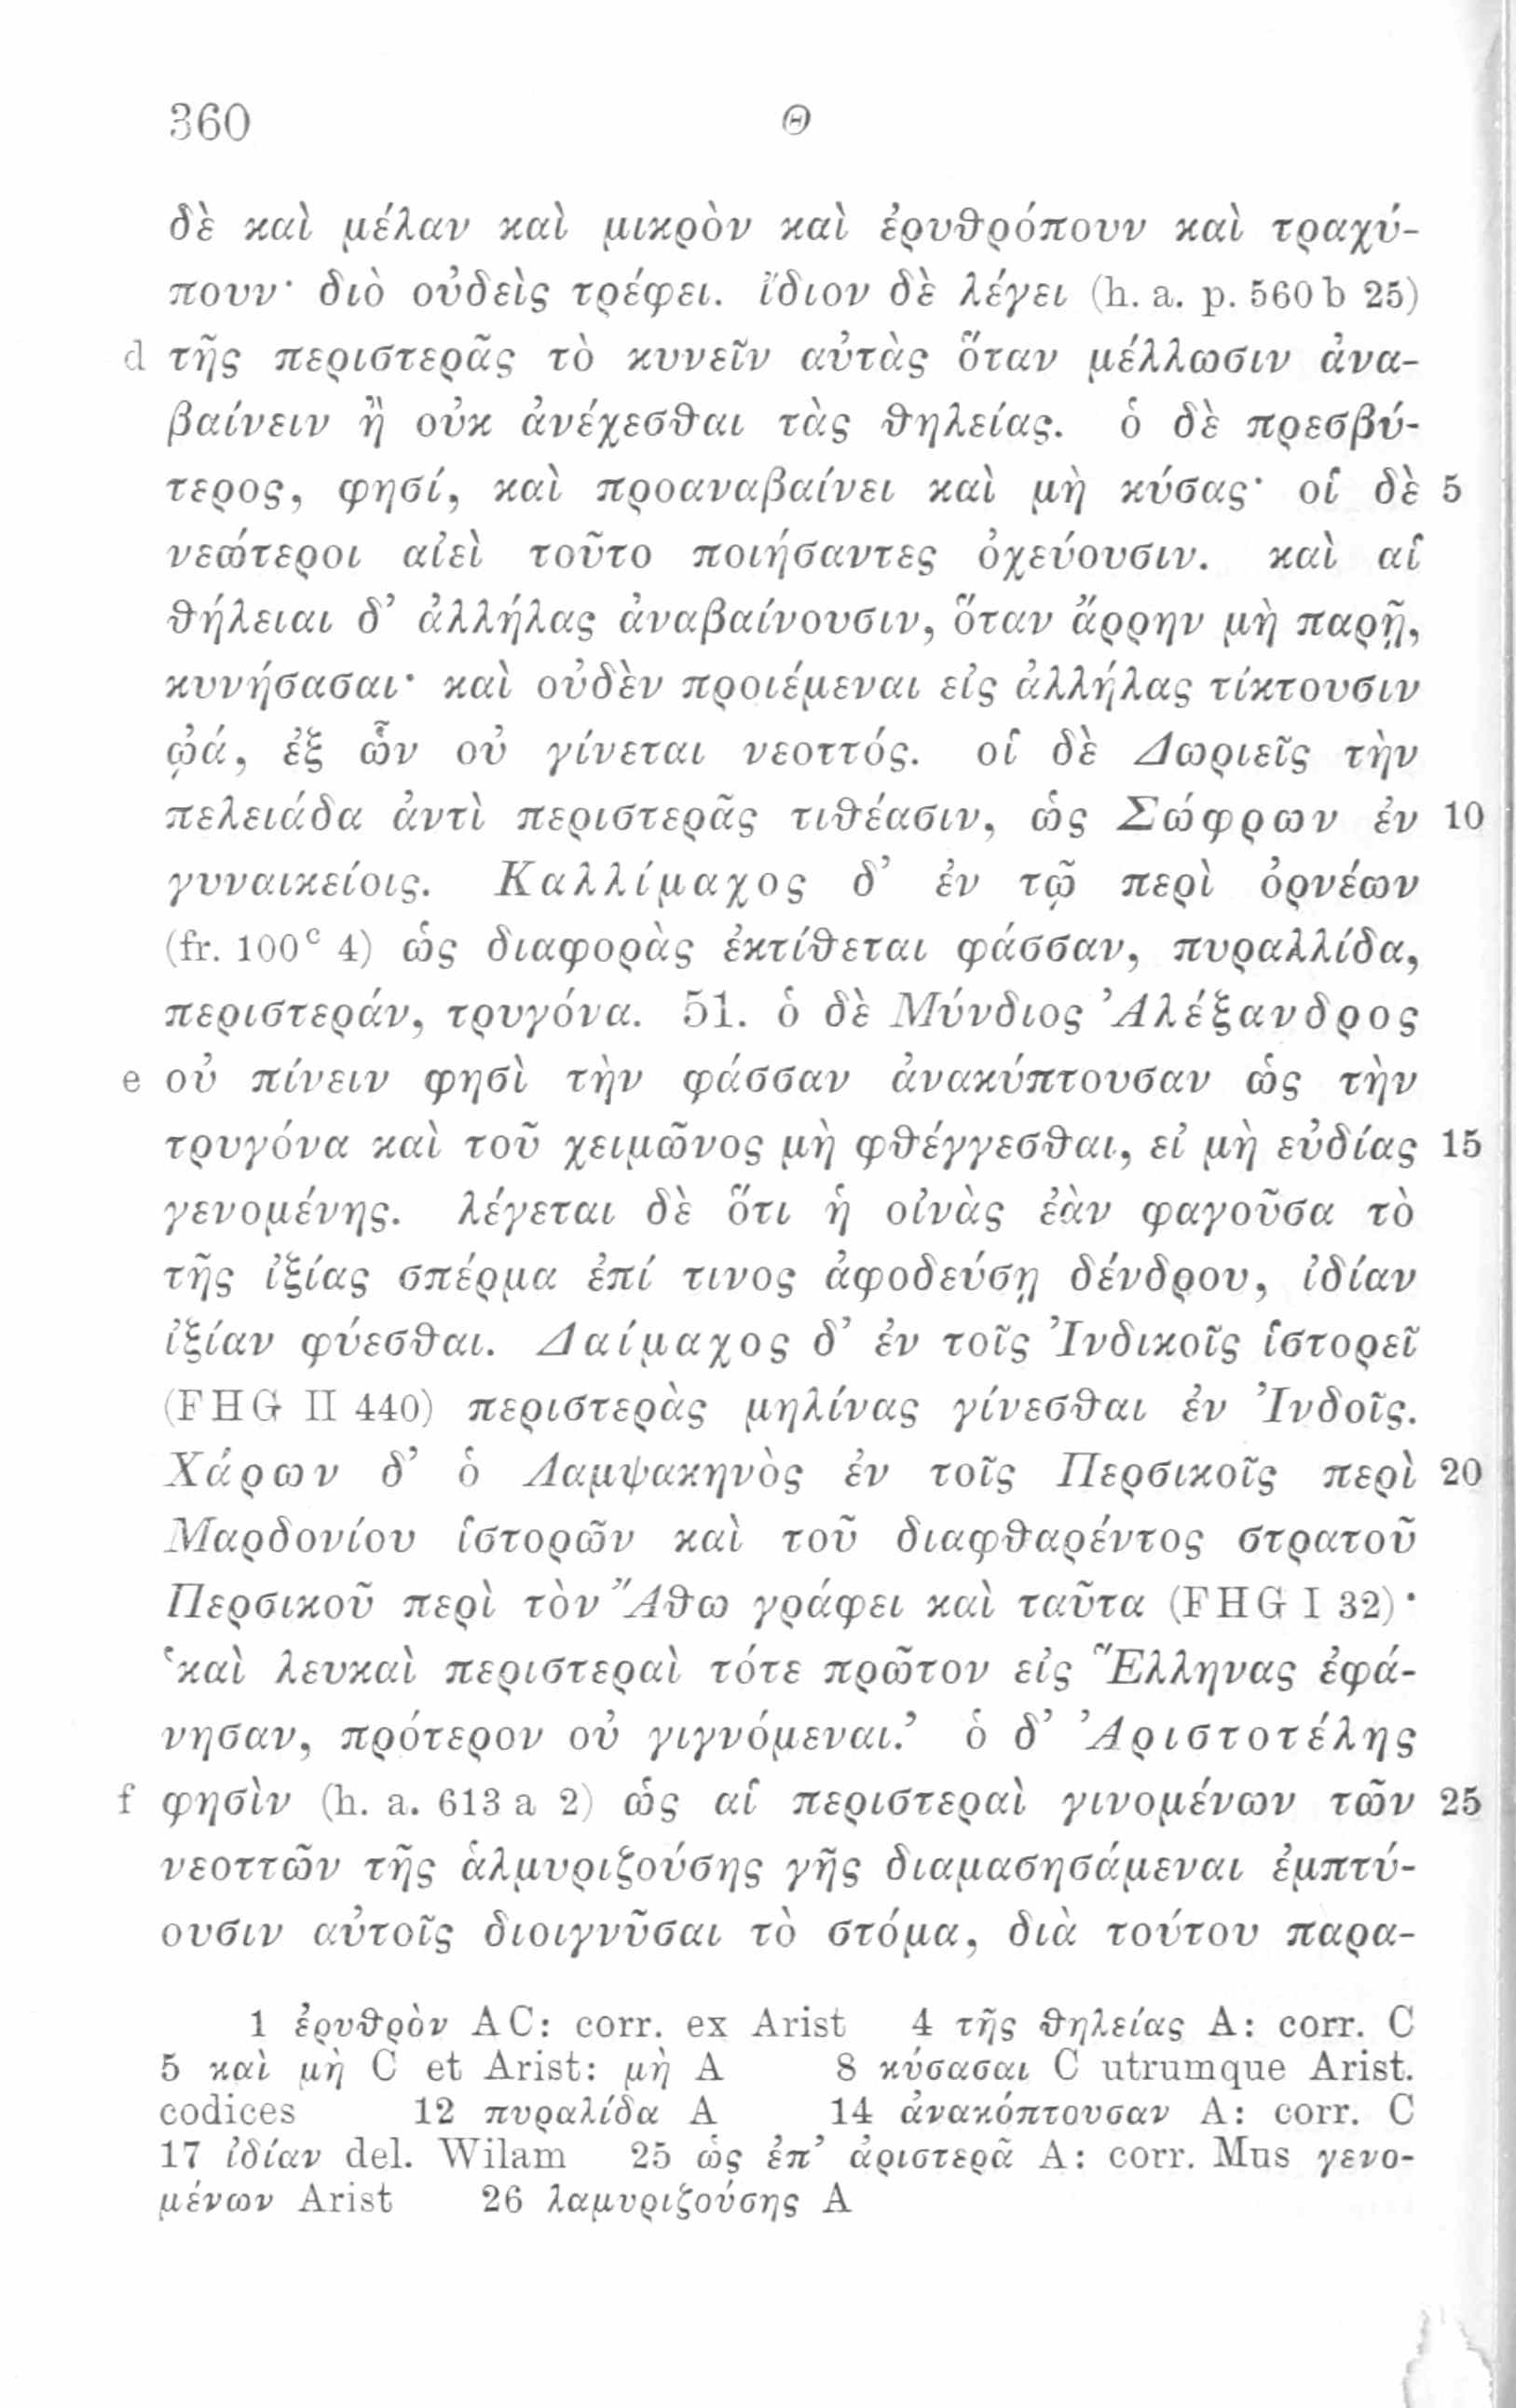 360 Θ
δὲ καὶ μέλαν καὶ μικρὸν καὶ ἐρυθρόπουν καὶ τραχύ-
πουν· διὸ οὐδεὶς τρέφει. ἴδιον δὲ λέγει (h. a. p. 560 b 25)
d τῆς περιστερᾶς τὸ κυνεῖν αὐτὰς ὅταν μέλλωσιν ἀνα-
βαίνειν ἢ οὐκ ἀνέχεσθαι τὰς θηλείας. ὁ δὲ πρεσβύ-
τερος, φησί, καὶ προαναβαίνει καὶ μὴ κύσας· οἱ δὲ 5
νεώτεροι αἰεὶ τοῦτο ποιήσαντες ὀχεύουσιν. καὶ αἱ
θήλειαι δ’ ἀλλήλας ἀναβαίνουσιν, ὅταν ἄρρην μὴ παρῇ,
κυνήσασαι· καὶ οὐδὲν προιέμεναι εἰς ἀλλήλας τίκτουσιν
ᾠά, ἐξ ὧν οὐ γίνεται νεοττός. οἱ δὲ Δωριεῖς τὴν
πελειάδα ἀντὶ περιστερᾶς τιθέασιν, ὡς Σώφρων ἐν 10
γυναικείοις. Καλλίμαχος δ’ ἐν τῷ περὶ ὀρνέων
(fr. 100ᶜ 4) ὡς διαφορὰς ἐκτίθεται φάσσαν, πυραλλίδα,
περιστεράν, τρυγόνα. 51. ὁ δὲ Μύνδιος Ἀλέξανδρος
e οὐ πίνειν φησὶ τὴν φάσσαν ἀνακύπτουσαν ὡς τὴν
τρυγόνα καὶ τοῦ χειμῶνος μὴ φθέγγεσθαι, εἰ μὴ εὐδίας 15
γενομένης. λέγεται δὲ ὅτι ἡ οἰνὰς ἐὰν φαγοῦσα τὸ
τῆς ἰξίας σπέρμα ἐπί τινος ἀφοδεύσῃ δένδρου, ἰδίαν
ἰξίαν φύεσθαι. Δαίμαχος δ’ ἐν τοῖς Ἰνδικοῖς ἱστορεῖ
(FHG II 440) περιστερὰς μηλίνας γίνεσθαι ἐν Ἰνδοῖς.
Χάρων δ’ ὁ Λαμψακηνὸς ἐν τοῖς Περσικοῖς περὶ 20
Μαρδονίου ἱστορῶν καὶ τοῦ διαφθαρέντος στρατοῦ
Περσικοῦ περὶ τὸν Ἄθω γράφει καὶ ταῦτα (FHG I 32)·
‘καὶ λευκαὶ περιστεραὶ τότε πρῶτον εἰς Ἕλληνας ἐφά-
νησαν, πρότερον οὐ γιγνόμεναι.’ ὁ δ’ Ἀριστοτέλης
f φησὶν (h. a. 613 a 2) ὡς αἱ περιστεραὶ γινομένων τῶν 25
νεοττῶν τῆς ἁλμυριζούσης γῆς διαμασησάμεναι ἐμπτύ-
ουσιν αὐτοῖς διοιγνῦσαι τὸ στόμα, διὰ τούτου παρα-
1 ἐρυθρὸν AC: corr. ex Arist 4 τῆς θηλείας A: corr. C
5 καὶ μὴ C et Arist: μὴ A 8 κύσασαι C utrumque Arist.
codices 12 πυραλίδα A 14 ἀνακόπτουσαν A: corr. C
17 ἰδίαν del. Wilam 25 ὡς ἐπ’ ἀριστερᾶ A: corr. Mus γενο-
μένων Arist 26 λαμυριζούσης A